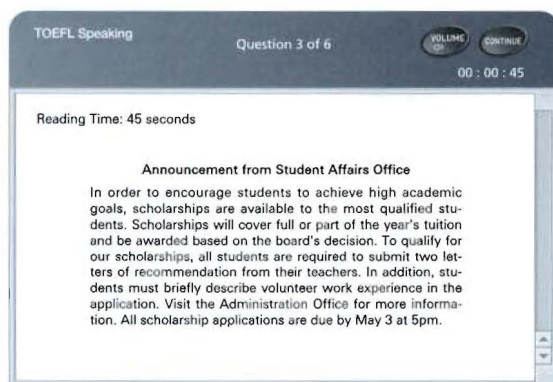 TOEFL Speaking
Question 3 of 6
VOLUME
CONTINUE
00 : 00 : 45
Reading Time: 45 seconds
Announcement from Student Affairs Office
In order to encourage students to achieve high academic
goals, scholarships are available to the most qualified stu-
dents. Scholarships will cover full or part of the year's tuition
and be awarded based on the board's decision. To qualify for
our scholarships, all students are required to submit two let-
ters of recommendation from their teachers. In addition, stu-
dents must briefly describe volunteer work experience in the
application. Visit the Administration Office for more informa-
tion. All scholarship applications are due by May 3 at 5pm.